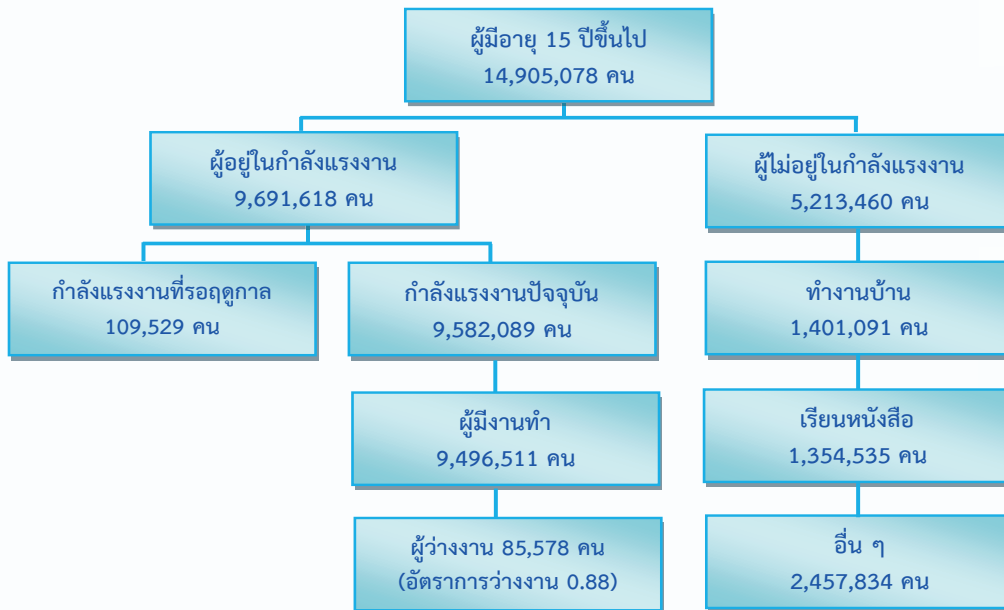 ผู้มีอายุ 15 ปีขึ้นไป
14,905,078 คน
ผู้อยู่ในกำลังแรงงาน
9,691,618 คน
ผู้ไม่อยู่ในกำลังแรงงาน
5,213,460 คน
กำลังแรงงานที่รอฤดูกาล
109,529 คน
กำลังแรงงานปัจจุบัน
9,582,089 คน
ทำงานบ้าน
1,401,091 คน
ผู้มีงานทำ
9,496,511 คน
เรียนหนังสือ
1,354,535 คน
ผู้ว่างงาน 85,578 คน
(อัตราการว่างงาน 0.88)
อื่น ๆ
2,457,834 คน